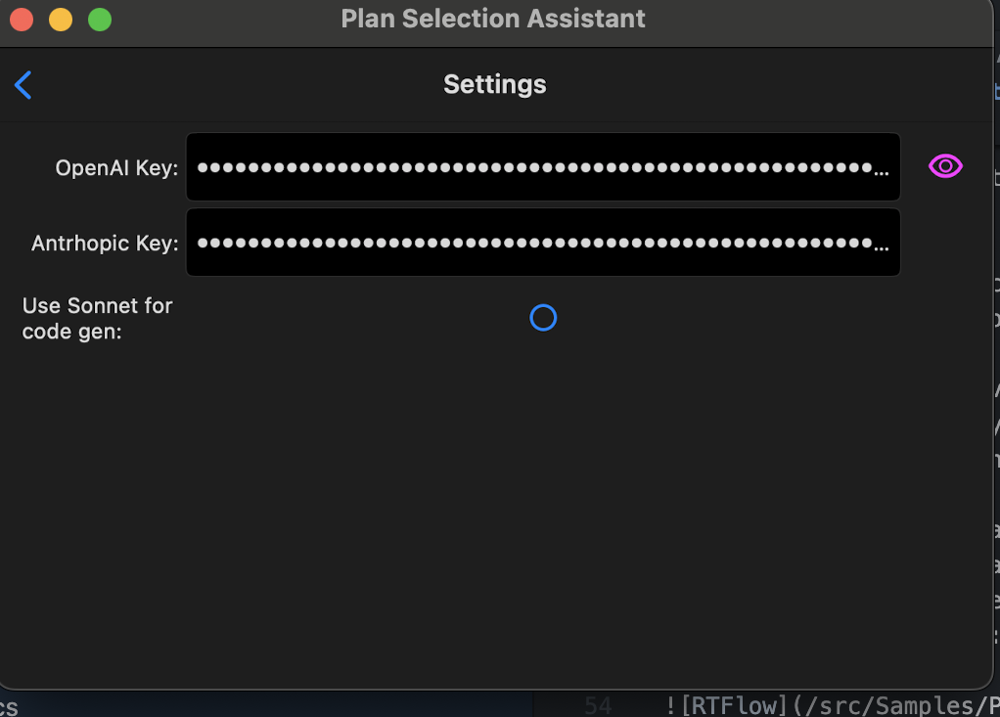 Plan Selection Assistant
Settings
OpenAI Key:
Antrhopic Key:
Use Sonnet for
code gen:
cs
54 ![RTFlow](/src/Samples/P